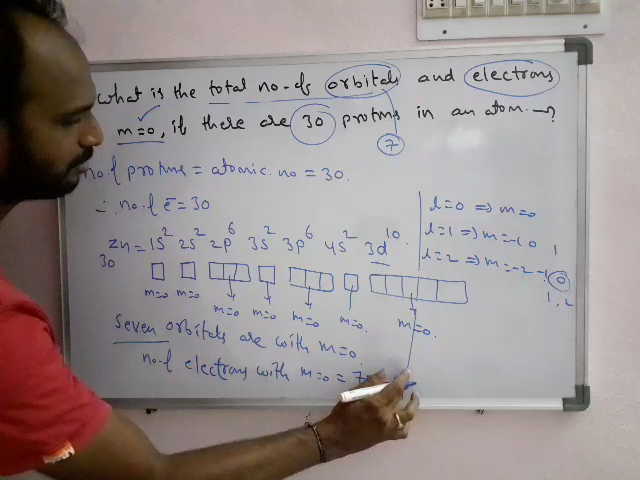 What is the total no. of orbitals and electrons
m=0, if there are 30 protons in an atom. →?
7
no. of protons = atomic. no = 30.
∴ no. of e̅ = 30
30Zn = 1s² 2s² 2p⁶ 3s² 3p⁶ 4s² 3d¹⁰
m=0 m=0 m=0 m=0 m=0 m=0. m=0.
l=0 ⇒ m=0
l=1 ⇒ m=-1 0 1
l=2 ⇒ m=-2 -1 0
1, 2
Seven orbitals are with m=0.
no. of electrons with m=0 = 7